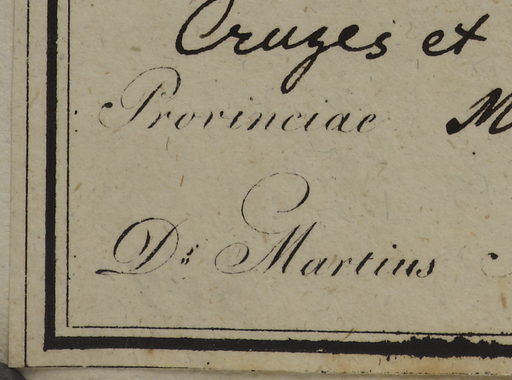 Cruzes et
Provinciae M
Dr. Martius